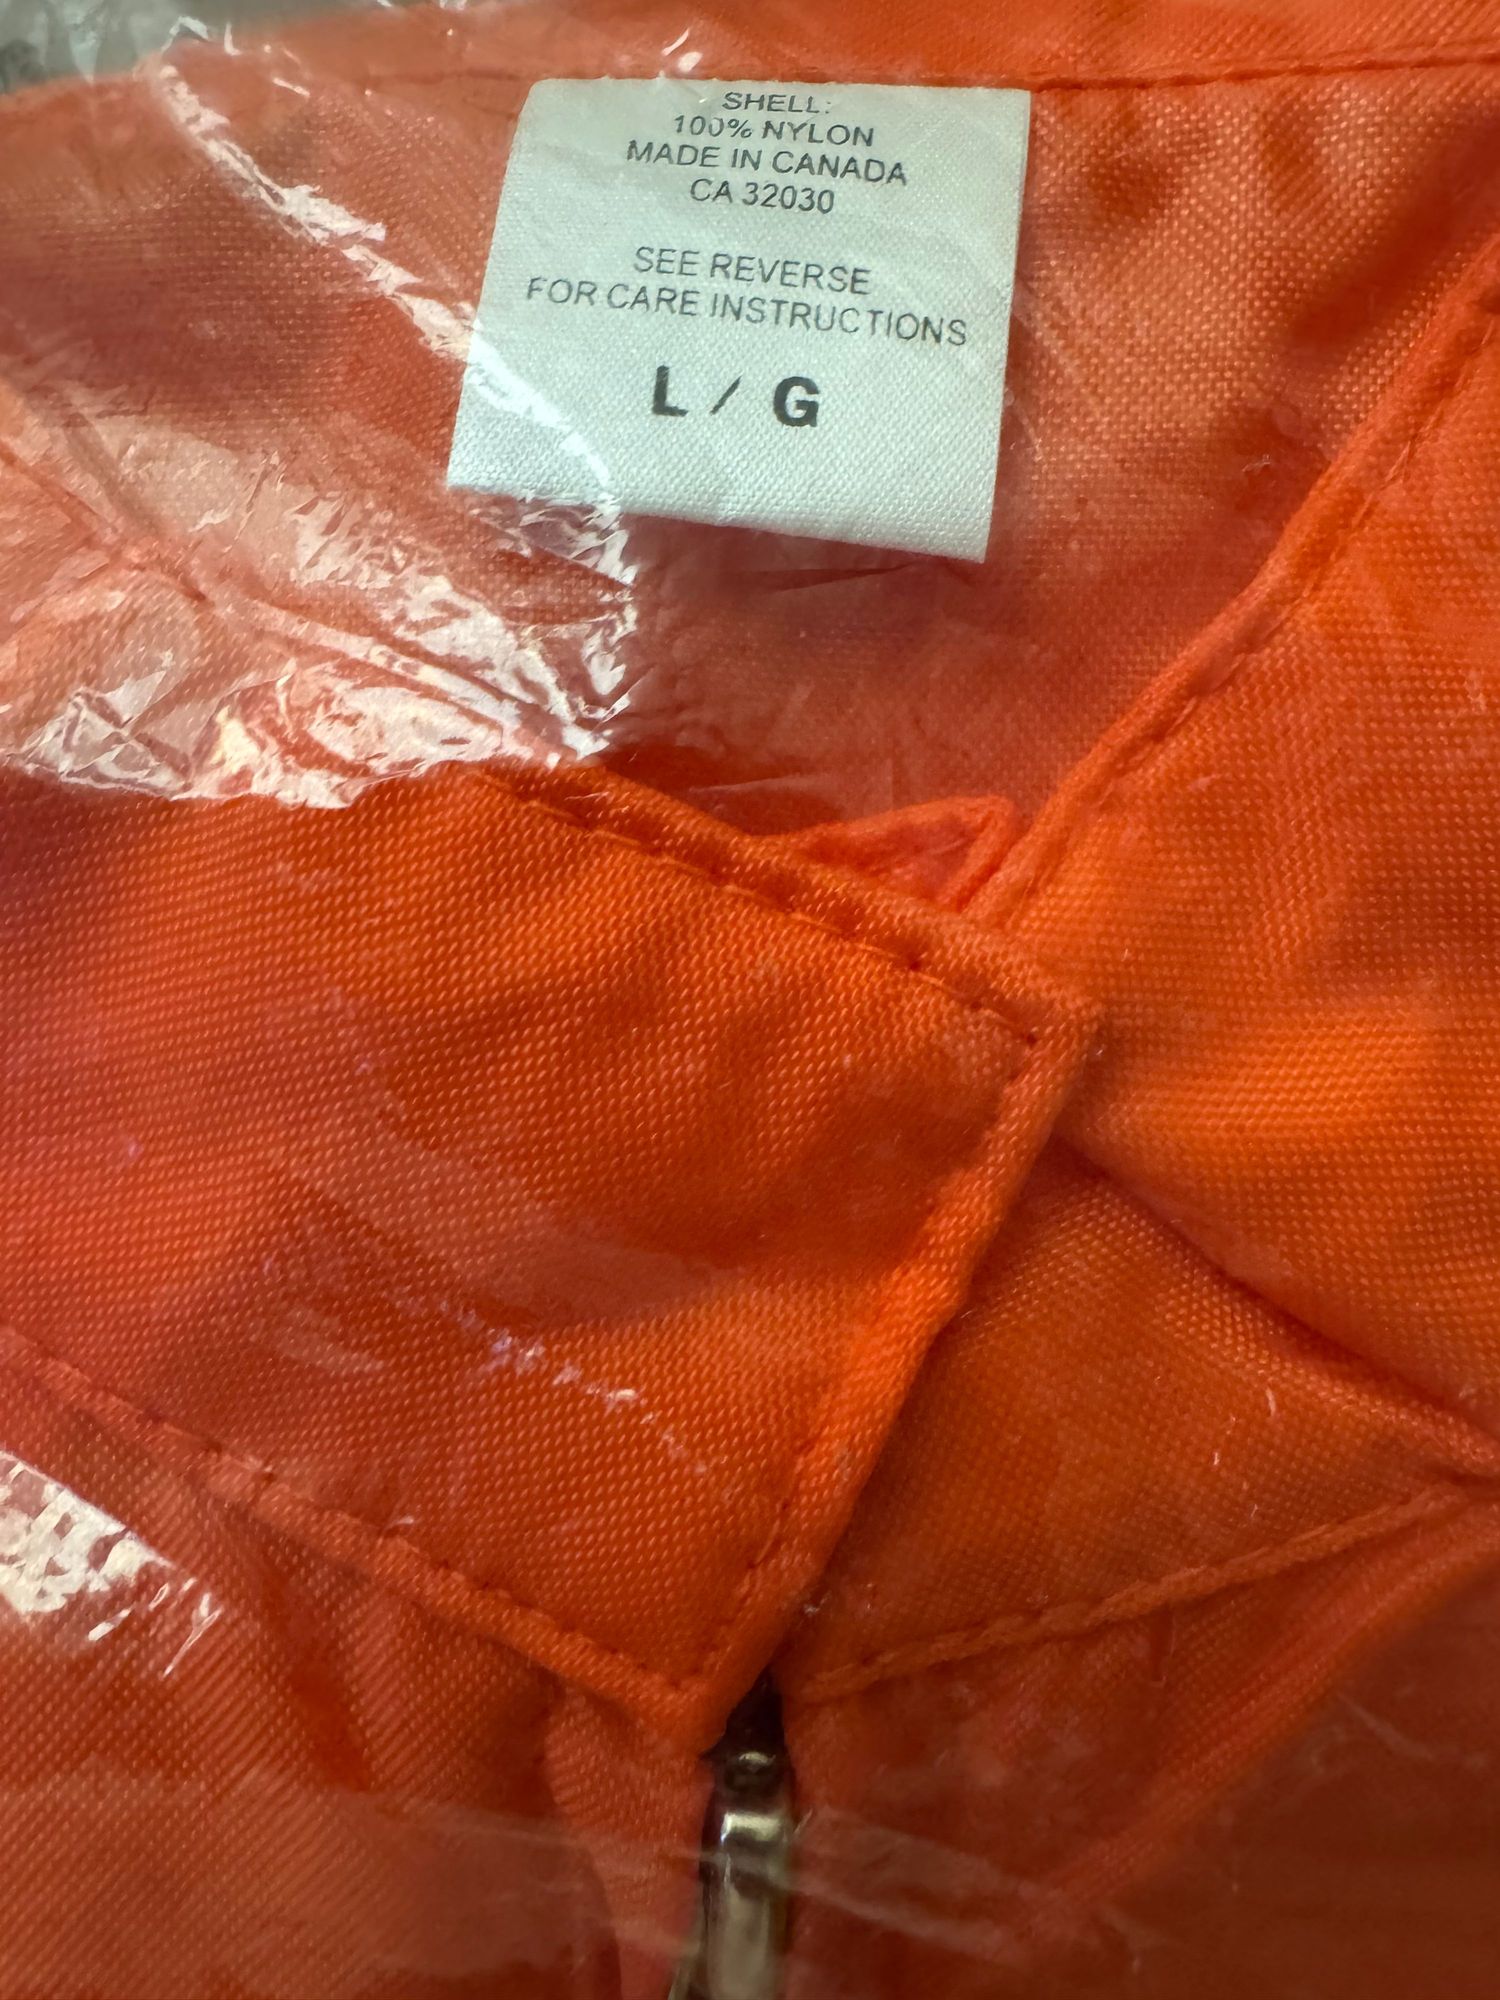 SHELL:
100% NYLON
MADE IN CANADA
CA 32030
SEE REVERSE
FOR CARE INSTRUCTIONS
L / G